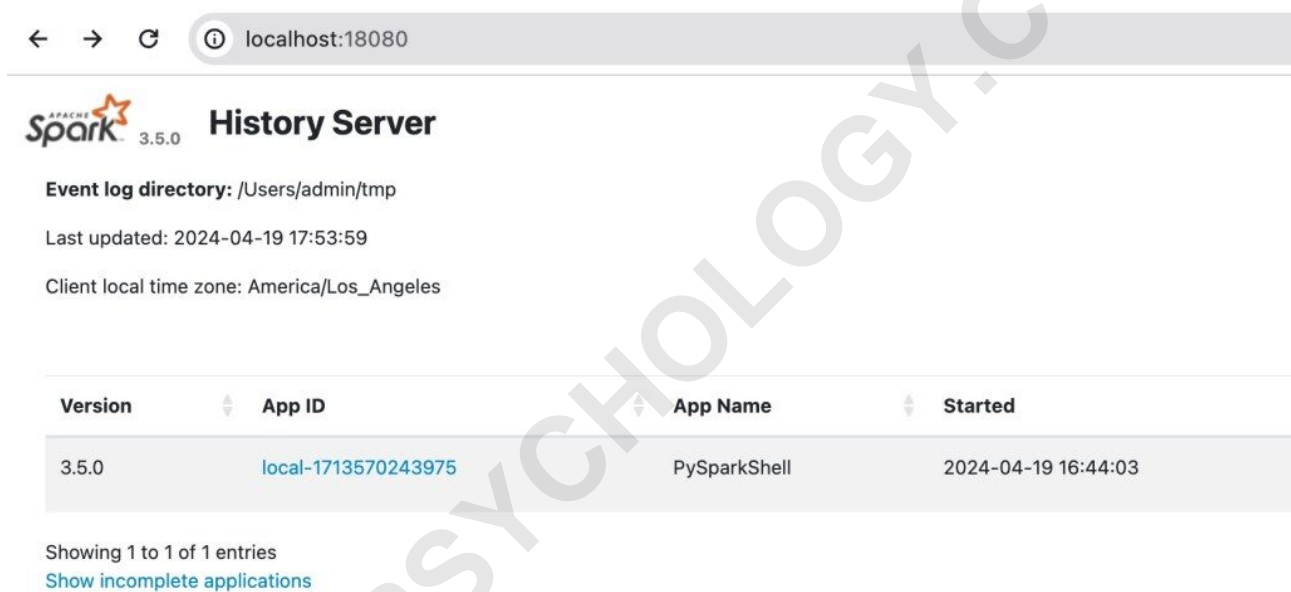 localhost:18080
APACHE
Spark 3.5.0 History Server
Event log directory: /Users/admin/tmp
Last updated: 2024-04-19 17:53:59
Client local time zone: America/Los_Angeles
Version App ID App Name Started
3.5.0 local-1713570243975 PySparkShell 2024-04-19 16:44:03
Showing 1 to 1 of 1 entries
Show incomplete applications
PSYCHOLOGY.C